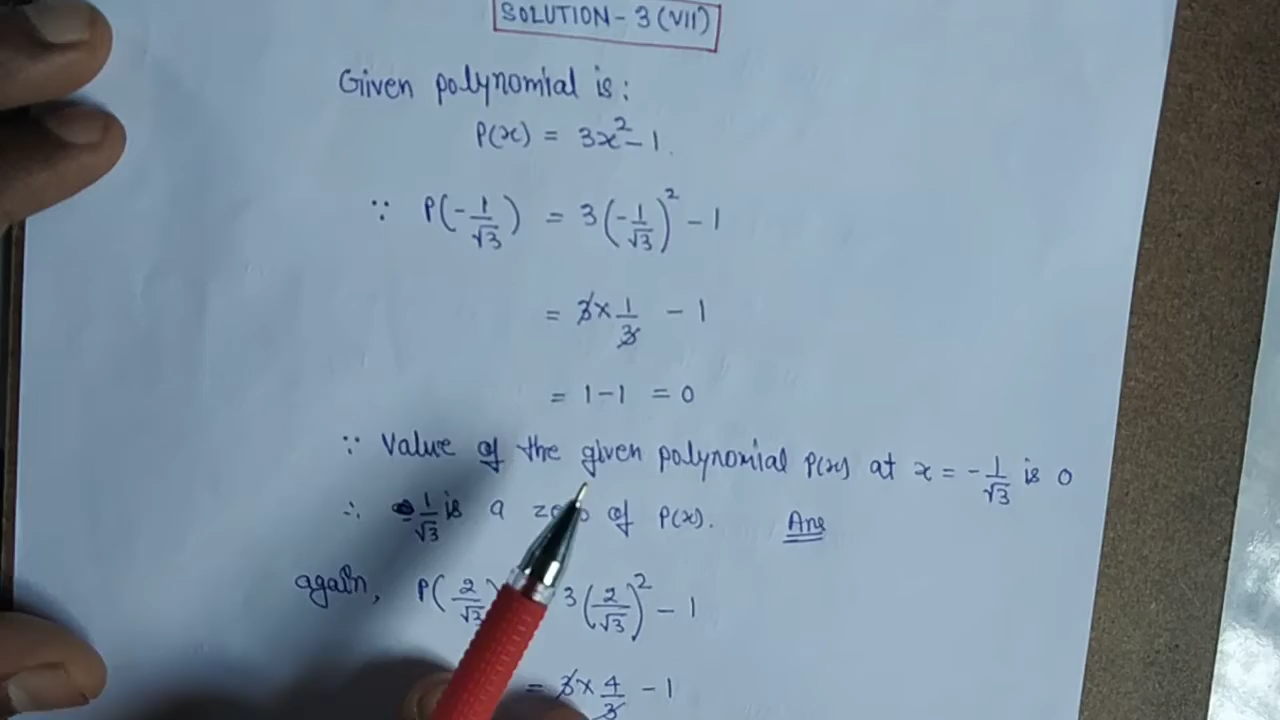 SOLUTION - 3 (VII)
Given polynomial is:
P(x) = 3x² - 1.
∵ P(-1/√3) = 3(-1/√3)² - 1
= 3 × 1/3 - 1
= 1 - 1 = 0
∵ Value of the given polynomial P(x) at x = -1/√3 is 0
∴ -1/√3 is a zero of P(x). Ans
again, P(2/√3) 3(2/√3)² - 1
= 3 × 4/3 - 1